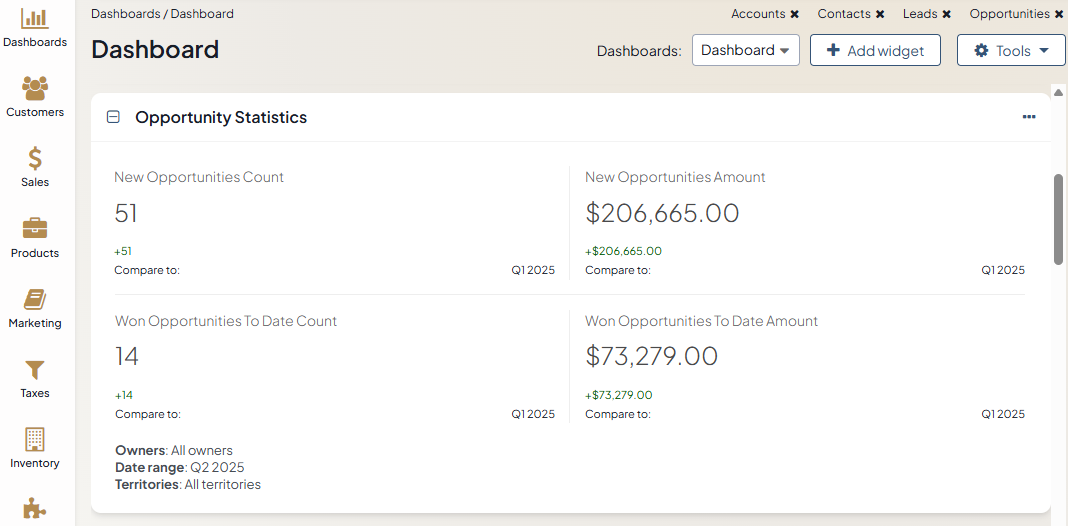 Dashboards / Dashboard
Accounts ✖ Contacts ✖ Leads ✖ Opportunities ✖
Dashboard
Dashboards: Dashboard
Add widget
Tools
Dashboards
Customers
Sales
Products
Marketing
Taxes
Inventory
Opportunity Statistics
New Opportunities Count
51
+51
Compare to: Q1 2025
New Opportunities Amount
$206,665.00
+$206,665.00
Compare to: Q1 2025
Won Opportunities To Date Count
14
+14
Compare to: Q1 2025
Won Opportunities To Date Amount
$73,279.00
+$73,279.00
Compare to: Q1 2025
Owners: All owners
Date range: Q2 2025
Territories: All territories